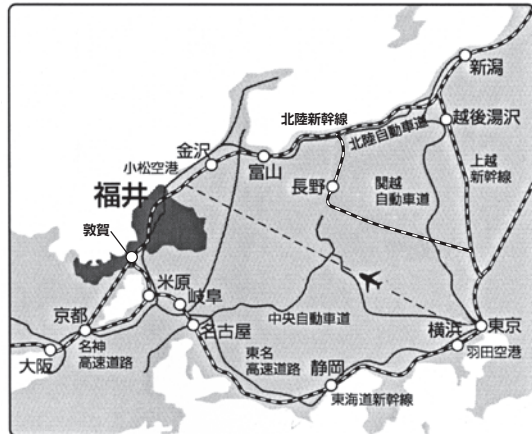 新潟
越後湯沢
北陸新幹線
北陸自動車道
上越
新幹線
金沢
小松空港
富山
長野
関越
自動車道
福井
敦賀
米原
岐阜
京都
名古屋
中央自動車道
横浜
東京
大阪
名神
高速道路
東名
高速道路
静岡
羽田空港
東海道新幹線